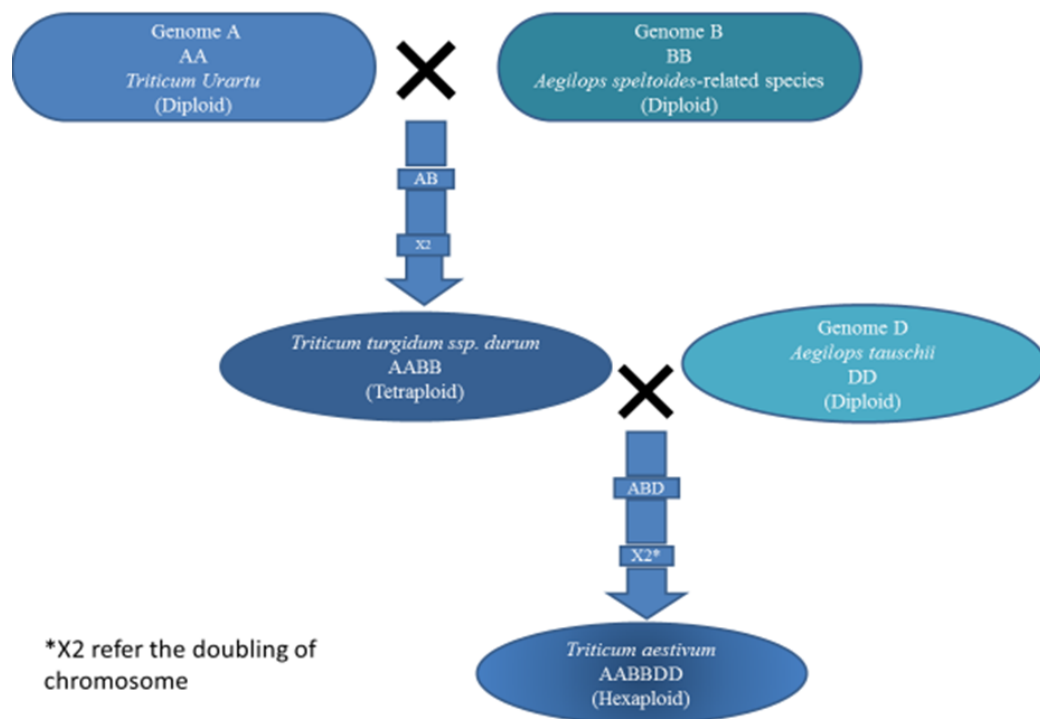 Genome A
AA
Triticum Urartu
(Diploid)
Genome B
BB
Aegilops speltoides-related species
(Diploid)
AB
X2
Triticum turgidum ssp. durum
AABB
(Tetraploid)
Genome D
Aegilops tauschii
DD
(Diploid)
ABD
X2*
Triticum aestivum
AABBDD
(Hexaploid)
*X2 refer the doubling of
chromosome